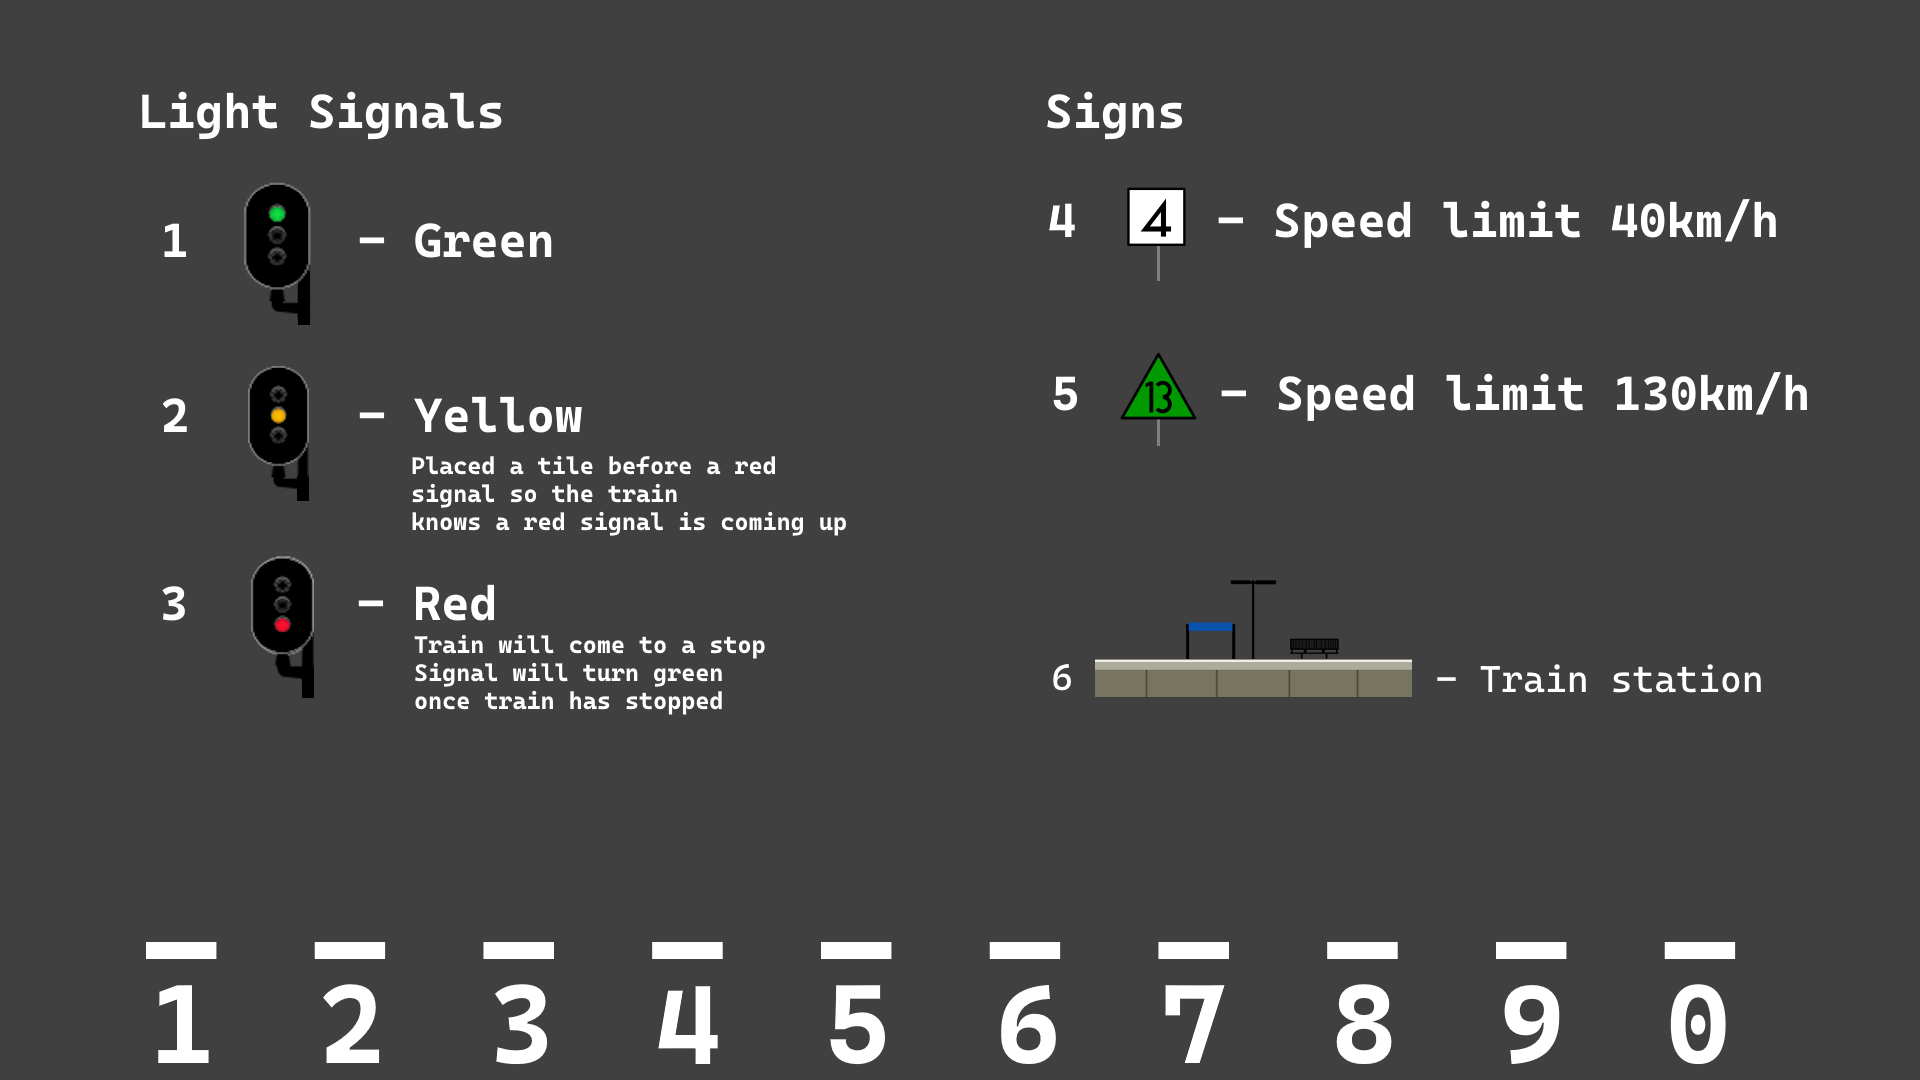 Light Signals
1 – Green
2 – Yellow
Placed a tile before a red
signal so the train
knows a red signal is coming up
3 – Red
Train will come to a stop
Signal will turn green
once train has stopped
Signs
4 4 – Speed limit 40km/h
5 13 – Speed limit 130km/h
6 – Train station
1 2 3 4 5 6 7 8 9 0